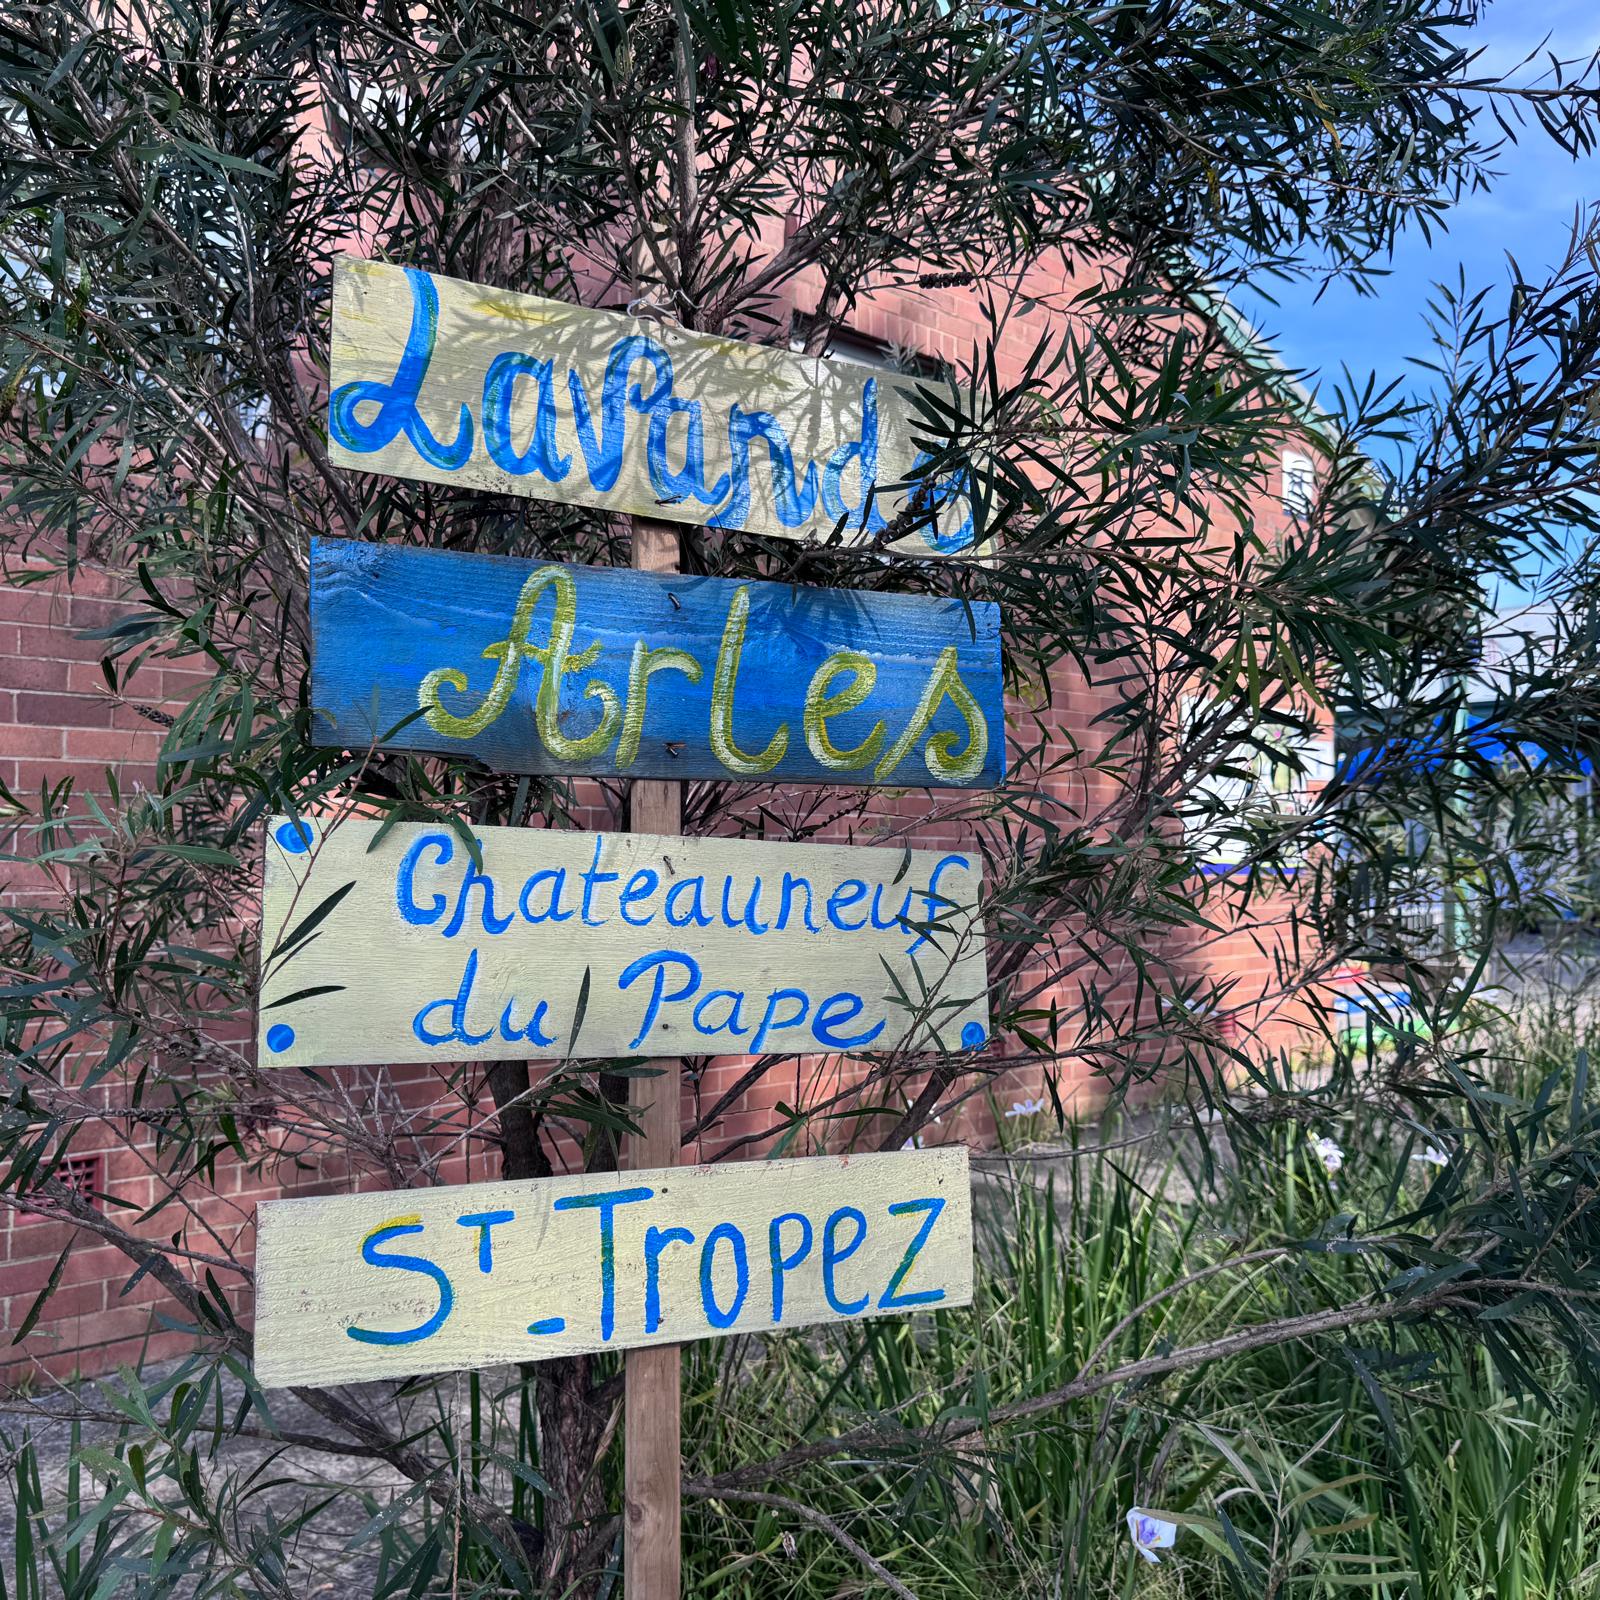 Lavande
Arles
Chateauneuf
du Pape
ST-Tropez